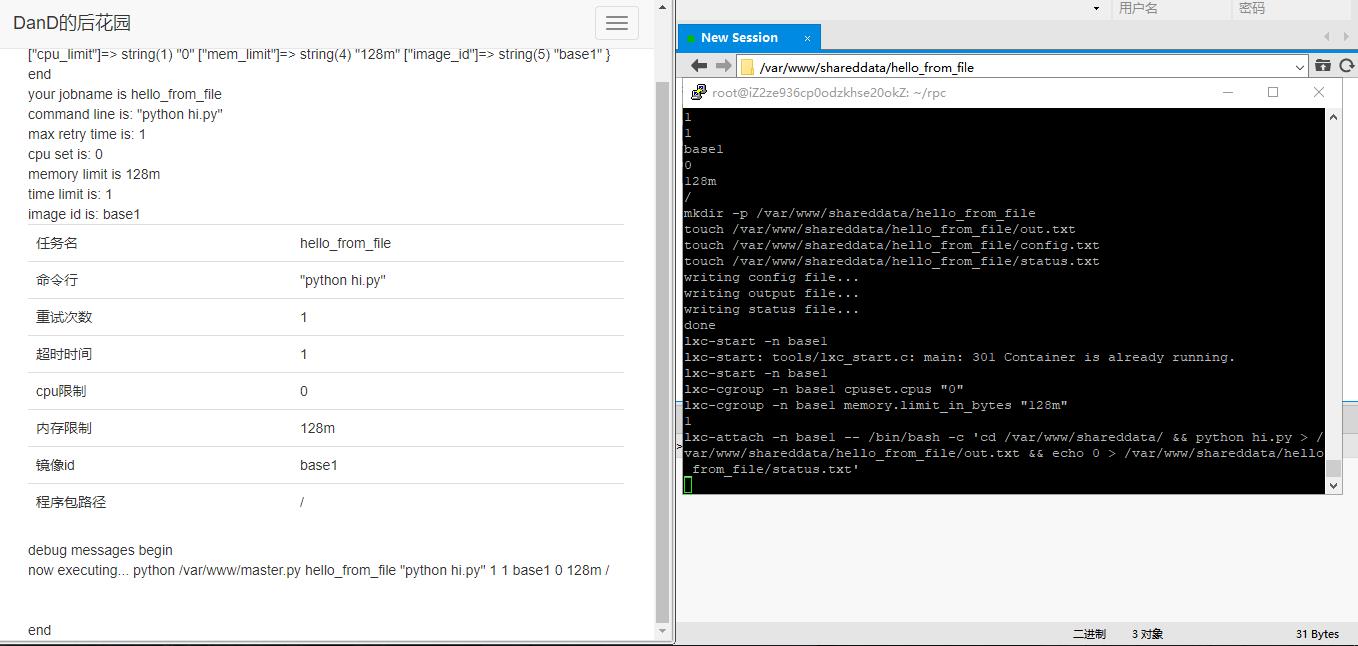 DanD的后花园
["cpu_limit"]=> string(1) "0" ["mem_limit"]=> string(4) "128m" ["image_id"]=> string(5) "base1" }
end
your jobname is hello_from_file
command line is: "python hi.py"
max retry time is: 1
cpu set is: 0
memory limit is 128m
time limit is: 1
image id is: base1
任务名 hello_from_file
命令行 "python hi.py"
重试次数 1
超时时间 1
cpu限制 0
内存限制 128m
镜像id base1
程序包路径 /
debug messages begin
now executing... python /var/www/master.py hello_from_file "python hi.py" 1 1 base1 0 128m /
end
用户名 密码
New Session ×
/var/www/shareddata/hello_from_file
root@iZ2ze936cp0odzkhse20okZ: ~/rpc
1
1
base1
0
128m
/
mkdir -p /var/www/shareddata/hello_from_file
touch /var/www/shareddata/hello_from_file/out.txt
touch /var/www/shareddata/hello_from_file/config.txt
touch /var/www/shareddata/hello_from_file/status.txt
writing config file...
writing output file...
writing status file...
done
lxc-start -n base1
lxc-start: tools/lxc_start.c: main: 301 Container is already running.
lxc-start -n base1
lxc-cgroup -n base1 cpuset.cpus "0"
lxc-cgroup -n base1 memory.limit_in_bytes "128m"
1
lxc-attach -n base1 -- /bin/bash -c 'cd /var/www/shareddata/ && python hi.py > /
var/www/shareddata/hello_from_file/out.txt && echo 0 > /var/www/shareddata/hello
_from_file/status.txt'
二进制 3 对象 31 Bytes